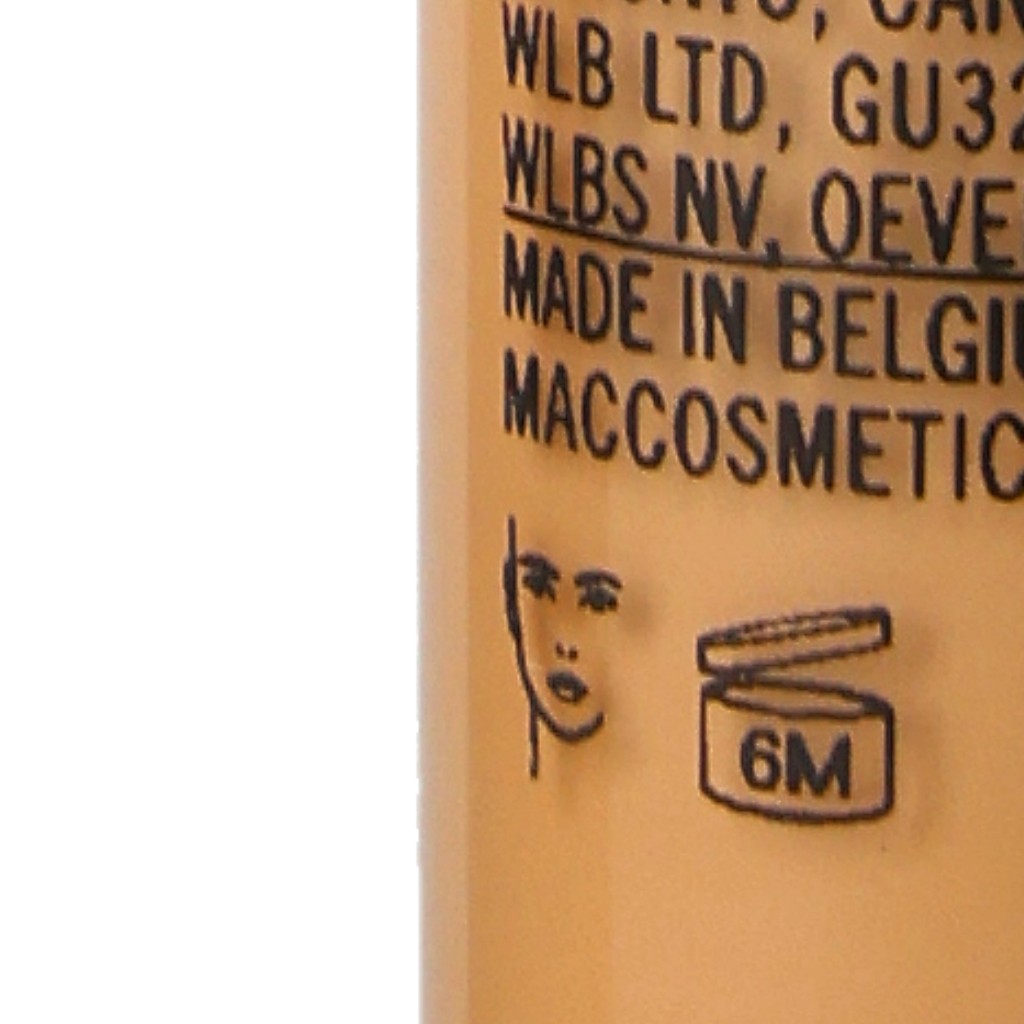 WLB LTD, GU32
WLBS NV, OEVE
MADE IN BELGIU
MACCOSMETIC
6M